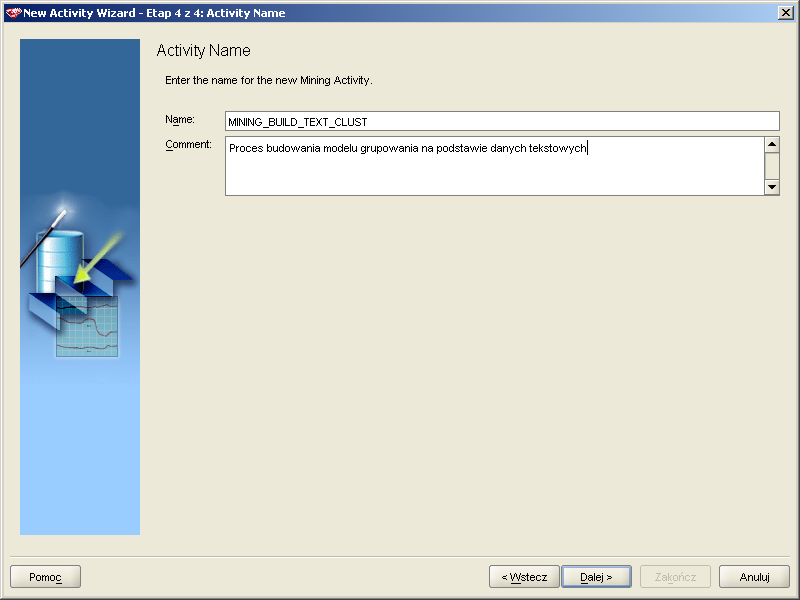 New Activity Wizard - Etap 4 z 4: Activity Name
Activity Name
Enter the name for the new Mining Activity.
Name: MINING_BUILD_TEXT_CLUST
Comment: Proces budowania modelu grupowania na podstawie danych tekstowych
Pomoc < Wstecz Dalej > Zakończ Anuluj